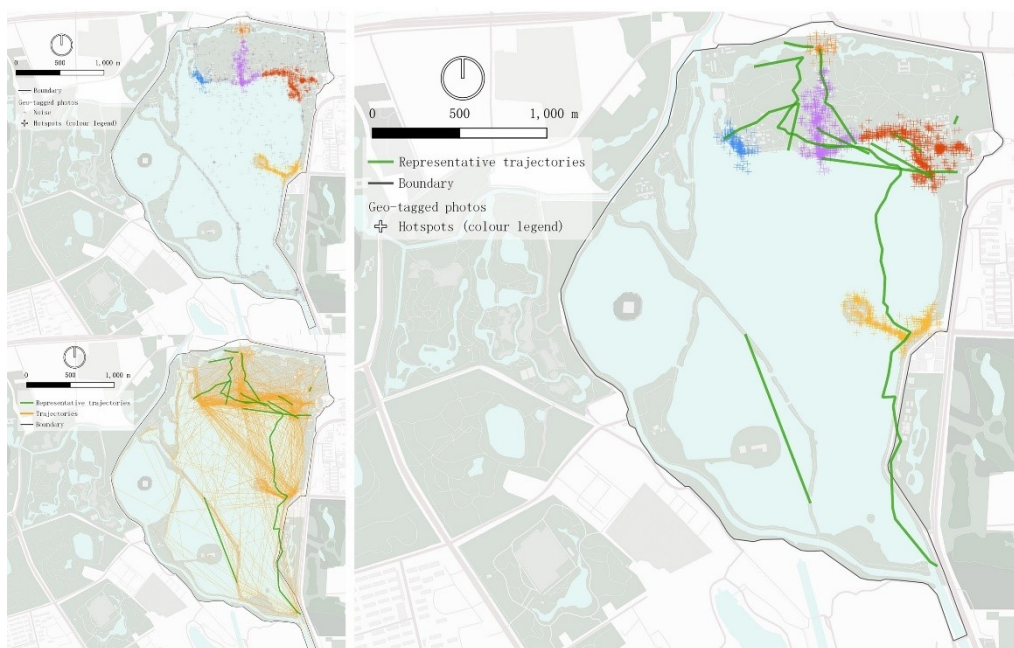 0 500 1,000 m
Boundary
Geo-tagged photos
Noise
Hotspots (colour legend)
0 500 1,000 m
Representative trajectories
Trajectories
Boundary
0 500 1,000 m
Representative trajectories
Boundary
Geo-tagged photos
Hotspots (colour legend)